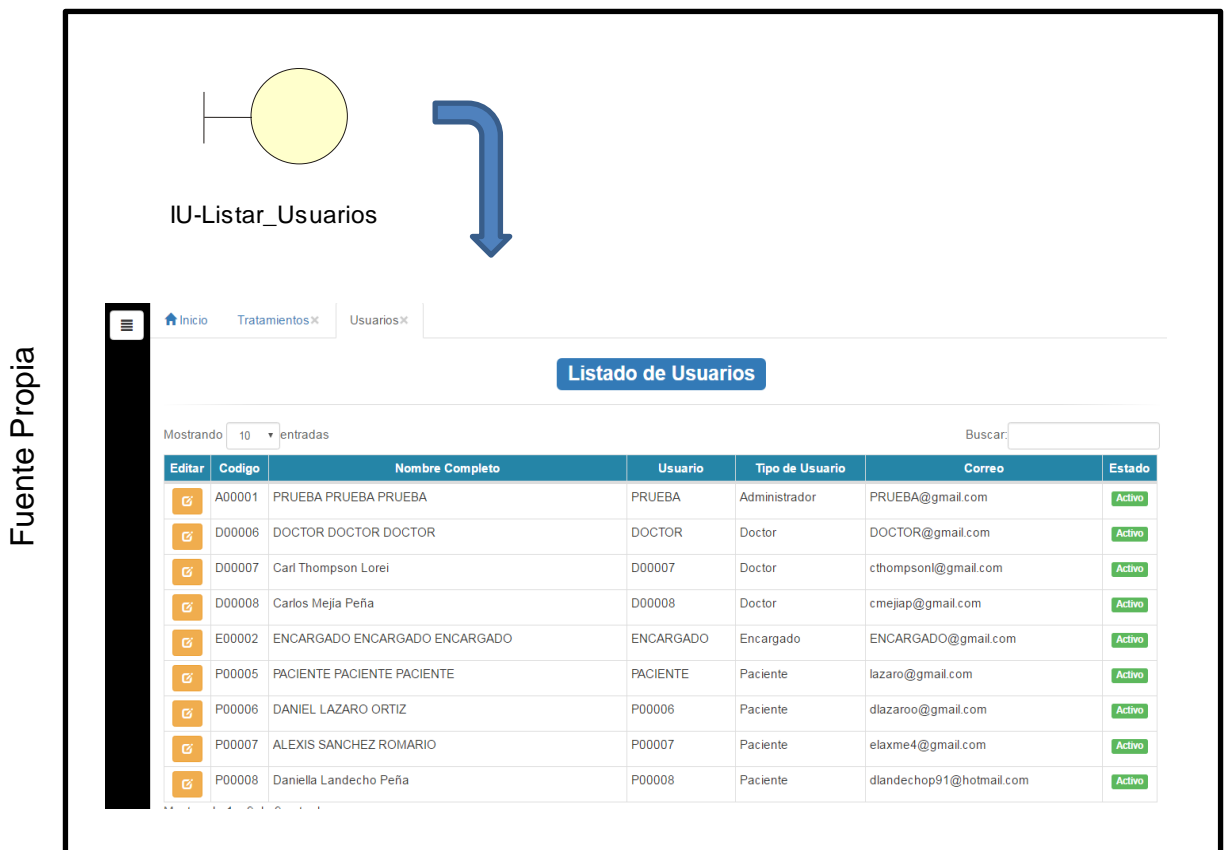 Fuente Propia
IU-Listar_Usuarios
Inicio Tratamientos× Usuarios×
Listado de Usuarios
Mostrando 10 entradas Buscar:
Editar Codigo Nombre Completo Usuario Tipo de Usuario Correo Estado
A00001 PRUEBA PRUEBA PRUEBA PRUEBA Administrador PRUEBA@gmail.com Activo
D00006 DOCTOR DOCTOR DOCTOR DOCTOR Doctor DOCTOR@gmail.com Activo
D00007 Carl Thompson Lorei D00007 Doctor cthompsonl@gmail.com Activo
D00008 Carlos Mejia Peña D00008 Doctor cmejiap@gmail.com Activo
E00002 ENCARGADO ENCARGADO ENCARGADO ENCARGADO Encargado ENCARGADO@gmail.com Activo
P00005 PACIENTE PACIENTE PACIENTE PACIENTE Paciente lazaro@gmail.com Activo
P00006 DANIEL LAZARO ORTIZ P00006 Paciente dlazaroo@gmail.com Activo
P00007 ALEXIS SANCHEZ ROMARIO P00007 Paciente elaxme4@gmail.com Activo
P00008 Daniella Landecho Peña P00008 Paciente dlandechop91@hotmail.com Activo